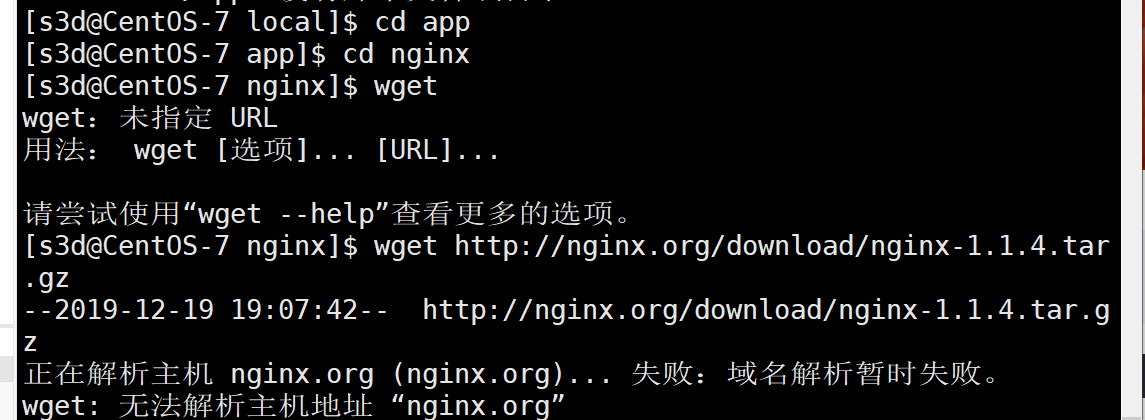 [s3d@CentOS-7 local]$ cd app
[s3d@CentOS-7 app]$ cd nginx
[s3d@CentOS-7 nginx]$ wget
wget：未指定 URL
用法： wget [选项]... [URL]...
请尝试使用“wget --help”查看更多的选项。
[s3d@CentOS-7 nginx]$ wget http://nginx.org/download/nginx-1.1.4.tar
.gz
--2019-12-19 19:07:42-- http://nginx.org/download/nginx-1.1.4.tar.g
z
正在解析主机 nginx.org (nginx.org)... 失败：域名解析暂时失败。
wget: 无法解析主机地址 “nginx.org”